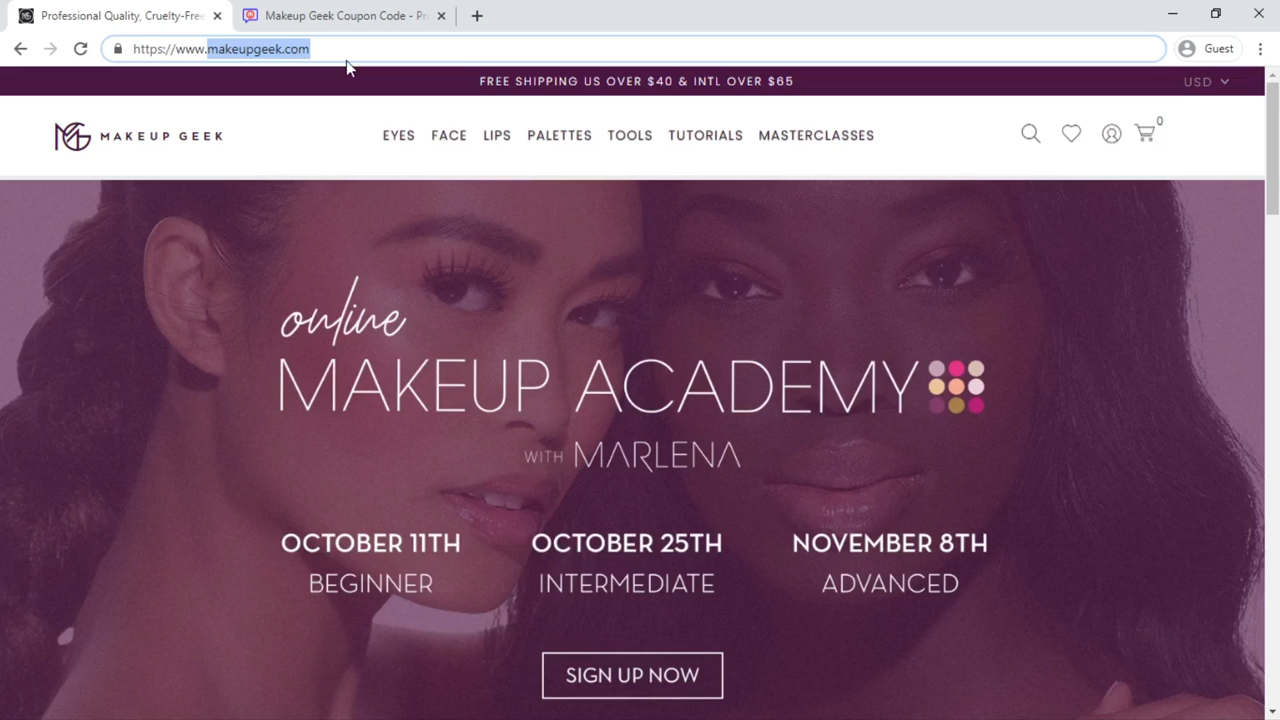 Professional Quality, Cruelty-Free
Makeup Geek Coupon Code - Pr
https://www.makeupgeek.com
Guest
FREE SHIPPING US OVER $40 & INTL OVER $65
USD
MG MAKEUP GEEK
EYES FACE LIPS PALETTES TOOLS TUTORIALS MASTERCLASSES
0
online
MAKEUP ACADEMY
WITH MARLENA
OCTOBER 11TH OCTOBER 25TH NOVEMBER 8TH
BEGINNER INTERMEDIATE ADVANCED
SIGN UP NOW